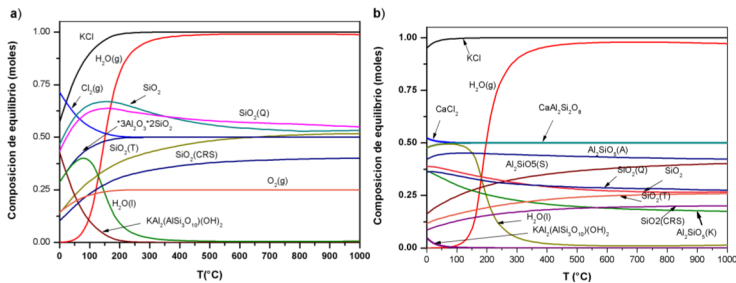 a)
Composicion de equilibrio (moles)
1.00
0.75
0.50
0.25
0.00
KCl
H₂O(g)
Cl₂(g)
SiO₂
SiO₂(Q)
*3Al₂O₃*2SiO₂
SiO₂(T)
SiO₂(CRS)
O₂(g)
H₂O(l)
KAl₂(AlSi₃O₁₀)(OH)₂
0 100 200 300 400 500 600 700 800 900 1000
T(°C)
b)
Composicion de equilibrio (moles)
1.00
0.75
0.50
0.25
0.00
KCl
H₂O(g)
CaCl₂
CaAl₂Si₂O₈
Al₂SiO₅(A)
Al₂SiO5(S)
SiO₂(Q)
SiO₂
SiO₂(T)
H₂O(l)
SiO2(CRS)
KAl₂(AlSi₃O₁₀)(OH)₂
Al₂SiO₅(K)
0 100 200 300 400 500 600 700 800 900 1000
T (°C)